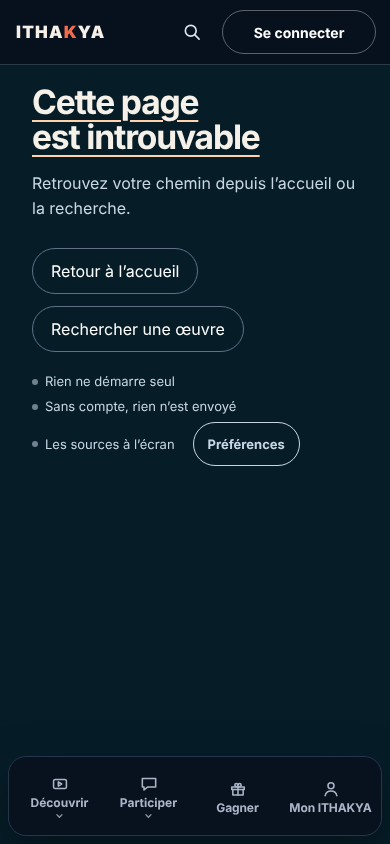 ITHAKYA
Se connecter
Cette page
est introuvable
Retrouvez votre chemin depuis l’accueil ou
la recherche.
Retour à l’accueil
Rechercher une œuvre
Rien ne démarre seul
Sans compte, rien n’est envoyé
Les sources à l’écran
Préférences
Découvrir
Participer
Gagner
Mon ITHAKYA